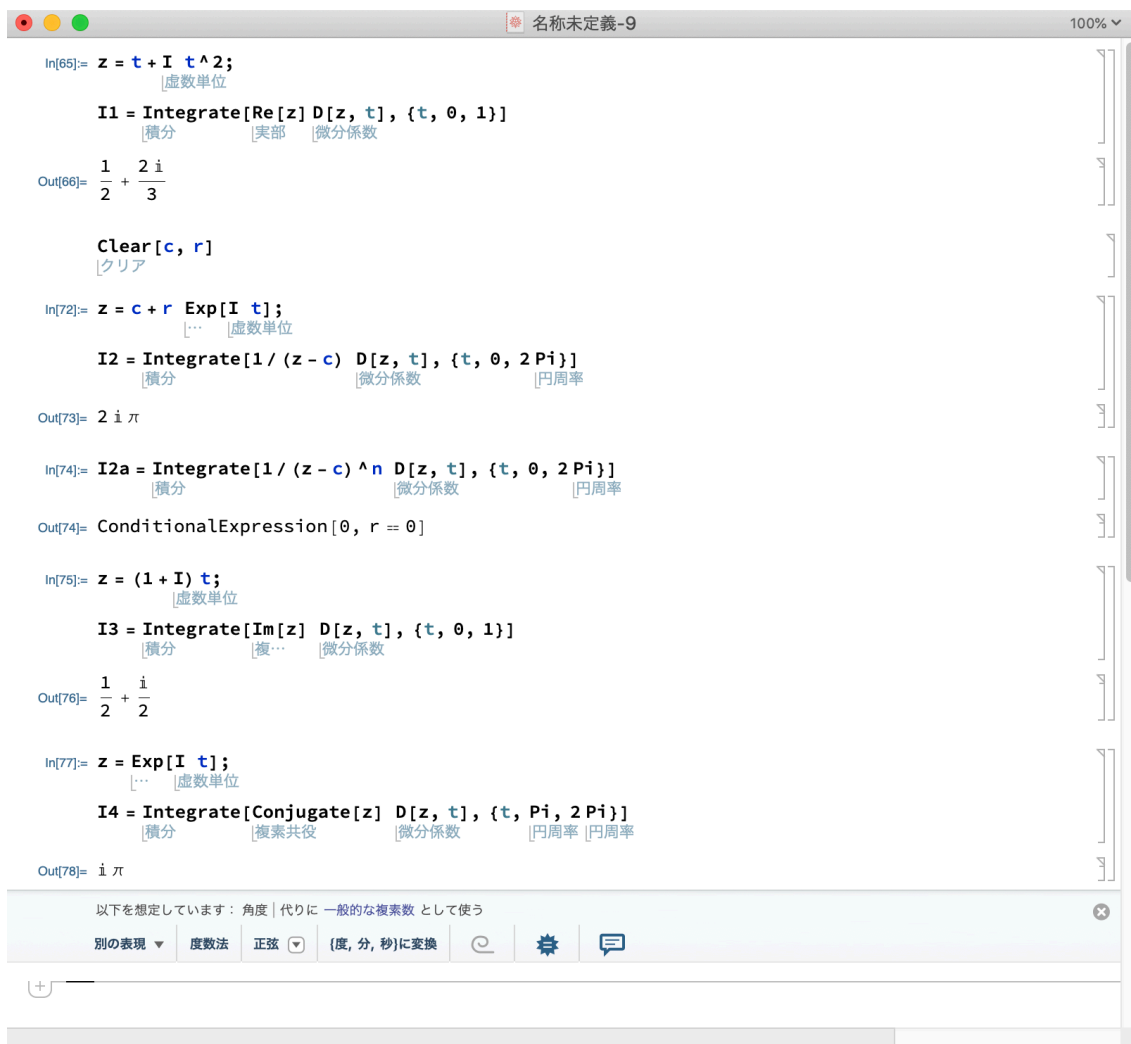 名称未定義-9
100%
In[65]:= z = t + I t^2;
虚数単位
I1 = Integrate[Re[z] D[z, t], {t, 0, 1}]
積分 実部 微分係数
Out[66]= 1/2 + 2 ⅈ/3
Clear[c, r]
クリア
In[72]:= z = c + r Exp[I t];
⋯ 虚数単位
I2 = Integrate[1 / (z - c) D[z, t], {t, 0, 2 Pi}]
積分 微分係数 円周率
Out[73]= 2 ⅈ π
In[74]:= I2a = Integrate[1 / (z - c)^n D[z, t], {t, 0, 2 Pi}]
積分 微分係数 円周率
Out[74]= ConditionalExpression[0, r == 0]
In[75]:= z = (1 + I) t;
虚数単位
I3 = Integrate[Im[z] D[z, t], {t, 0, 1}]
積分 複⋯ 微分係数
Out[76]= 1/2 + ⅈ/2
In[77]:= z = Exp[I t];
⋯ 虚数単位
I4 = Integrate[Conjugate[z] D[z, t], {t, Pi, 2 Pi}]
積分 複素共役 微分係数 円周率 円周率
Out[78]= ⅈ π
以下を想定しています： 角度 | 代りに 一般的な複素数 として使う
別の表現 度数法 正弦 {度, 分, 秒}に変換